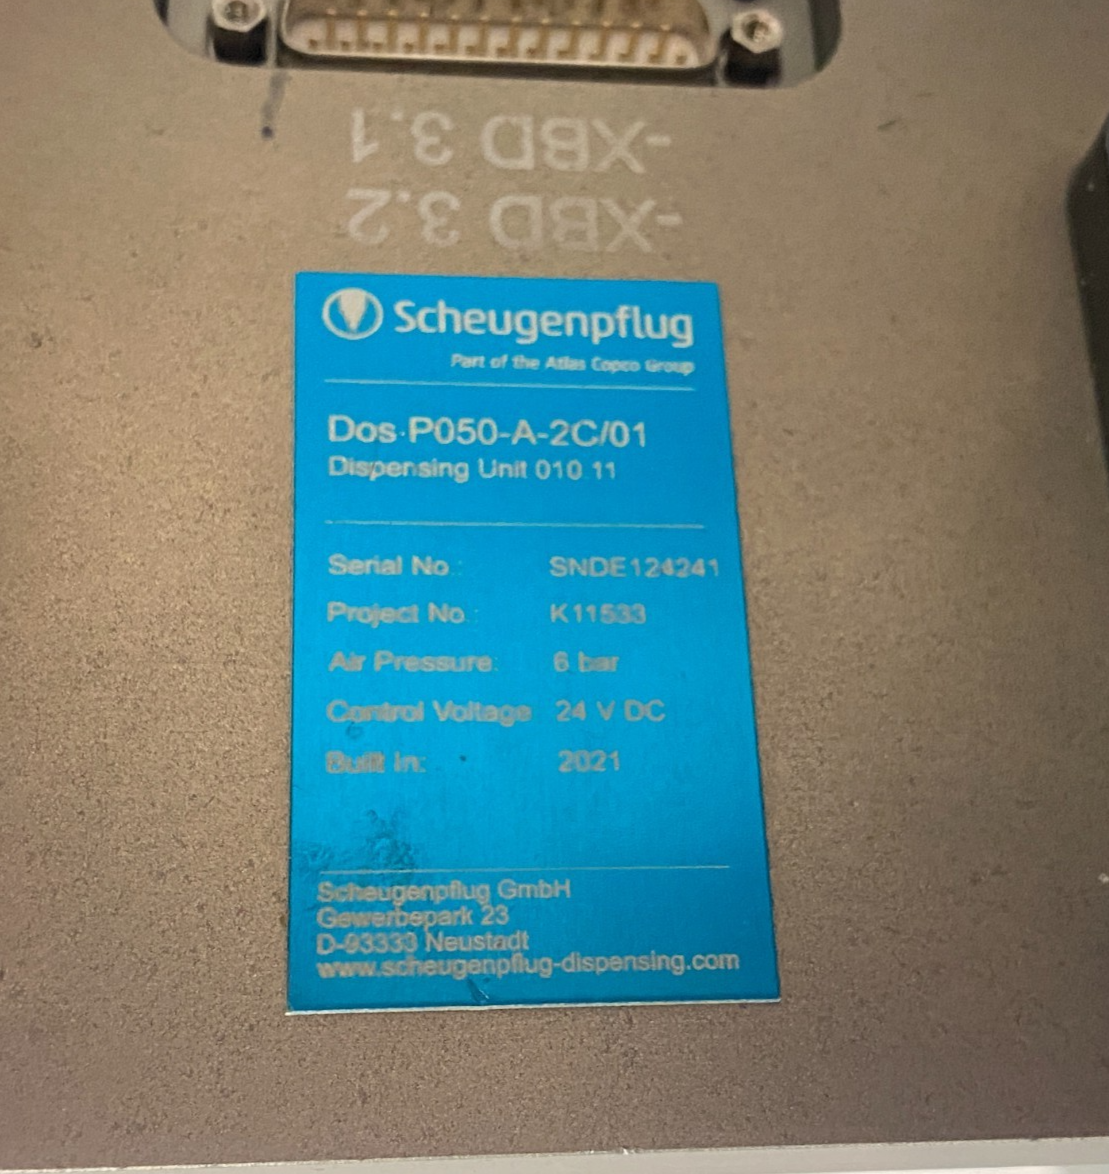 -XBD 3.1
-XBD 3.2
Scheugenpflug
Part of the Atlas Copco Group
Dos P050-A-2C/01
Dispensing Unit 010.11
Serial No.: SNDE124241
Project No.: K11533
Air Pressure: 6 bar
Control Voltage 24 V DC
Built In: 2021
Scheugenpflug GmbH
Gewerbepark 23
D-93333 Neustadt
www.scheugenpflug-dispensing.com